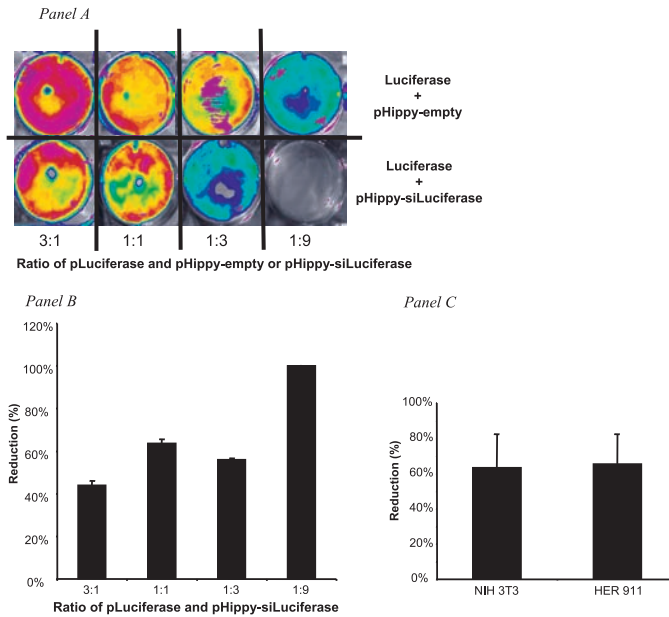 Panel A
Luciferase
+
pHippy-empty
Luciferase
+
pHippy-siLuciferase
3:1 1:1 1:3 1:9
Ratio of pLuciferase and pHippy-empty or pHippy-siLuciferase
Panel B
120%
100%
80%
60%
40%
20%
0%
Reduction (%)
3:1 1:1 1:3 1:9
Ratio of pLuciferase and pHippy-siLuciferase
Panel C
100%
80%
60%
40%
20%
0%
Reduction (%)
NIH 3T3 HER 911